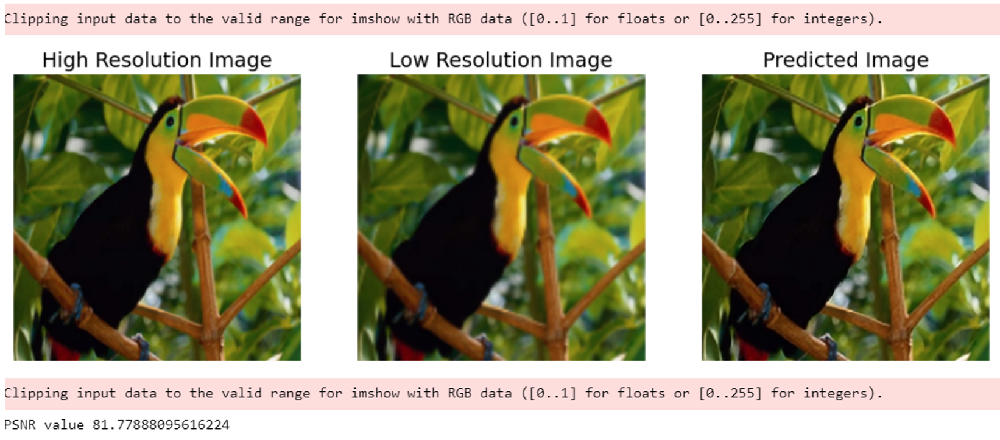 Clipping input data to the valid range for imshow with RGB data ([0..1] for floats or [0..255] for integers).
High Resolution Image
Low Resolution Image
Predicted Image
Clipping input data to the valid range for imshow with RGB data ([0..1] for floats or [0..255] for integers).
PSNR value 81.77888095616224